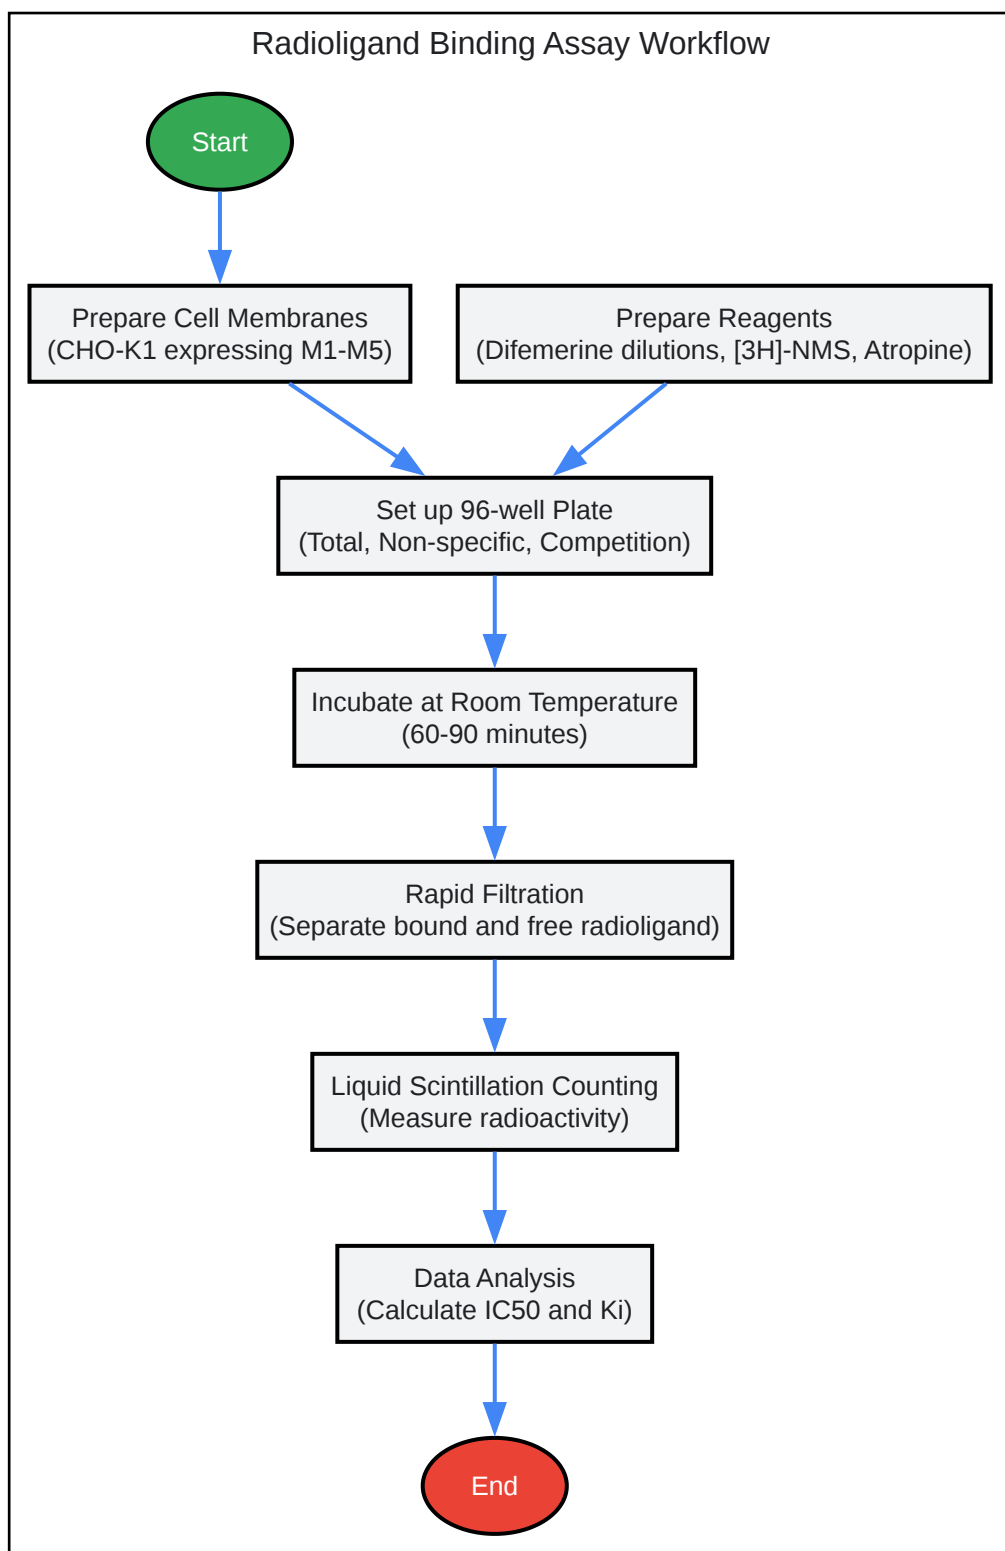 Radioligand Binding Assay Workflow
Start
Prepare Cell Membranes
(CHO-K1 expressing M1-M5)
Prepare Reagents
(Difemerine dilutions, [3H]-NMS, Atropine)
Set up 96-well Plate
(Total, Non-specific, Competition)
Incubate at Room Temperature
(60-90 minutes)
Rapid Filtration
(Separate bound and free radioligand)
Liquid Scintillation Counting
(Measure radioactivity)
Data Analysis
(Calculate IC50 and Ki)
End